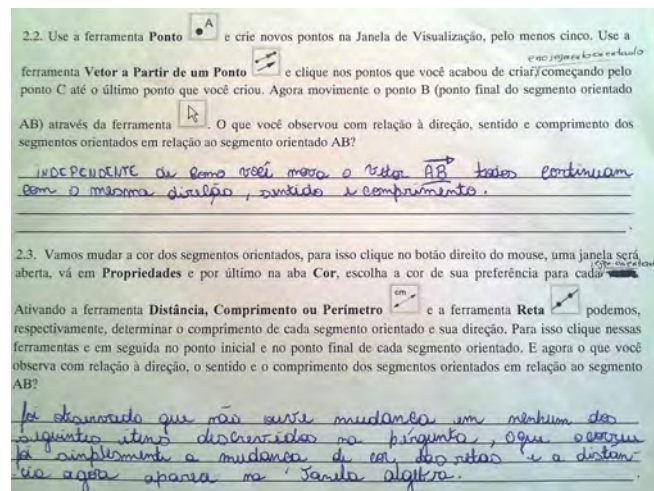 A
2.2. Use a ferramenta Ponto e crie novos pontos na Janela de Visualização, pelo menos cinco. Use a
ferramenta Vetor a Partir de um Ponto e clique nos pontos que você acabou de criar, começando pelo
ponto C até o último ponto que você criou. Agora movimente o ponto B (ponto final do segmento orientado
AB) através da ferramenta . O que você observou com relação à direção, sentido e comprimento dos
segmentos orientados em relação ao segmento orientado AB?
INDEPENDENTE de como você mova o vetor AB todos continuam
com o mesma direção, sentido e comprimento.
2.3. Vamos mudar a cor dos segmentos orientados, para isso clique no botão direito do mouse, uma janela será
aberta, vá em Propriedades e por último na aba Cor, escolha a cor de sua preferência para cada
cm
Ativando a ferramenta Distância, Comprimento ou Perímetro e a ferramenta Reta podemos,
respectivamente, determinar o comprimento de cada segmento orientado e sua direção. Para isso clique nessas
ferramentas e em seguida no ponto inicial e no ponto final de cada segmento orientado. E agora o que você
observa com relação à direção, o sentido e o comprimento dos segmentos orientados em relação ao segmento
AB?
foi observado que não ouve mudança em nenhum dos
seguintes itens descrevidos na pirgunta, oque ocorreu
foi simplesmente a mudança de cor das retas e a distan-
cia agora aparea na Janela algebra.